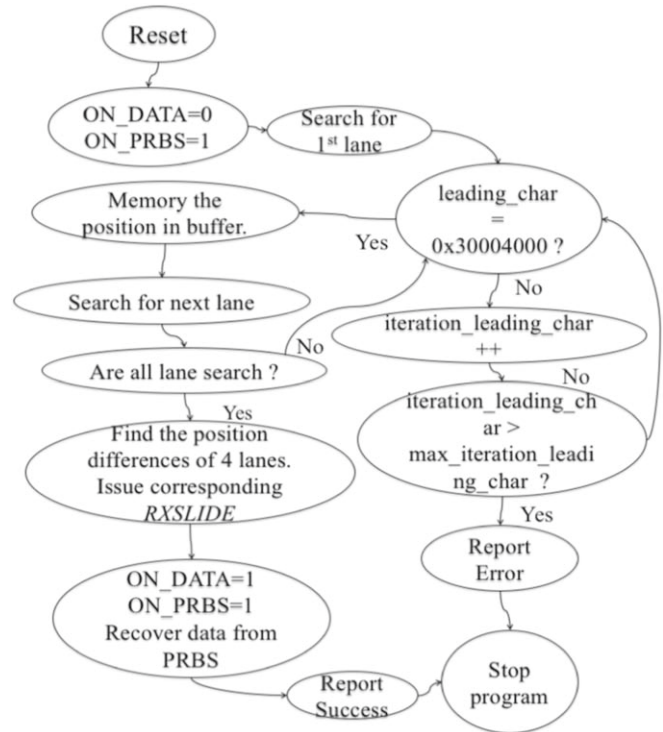 Reset
ON_DATA=0
ON_PRBS=1
Search for
1st lane
leading_char
=
0x30004000 ?
Memory the
position in buffer.
Yes
No
Search for next lane
iteration_leading_char
++
No
Are all lane search ?
No
iteration_leading_ch
ar >
max_iteration_leadi
ng_char ?
Yes
Find the position
differences of 4 lanes.
Issue corresponding
RXSLIDE
Yes
Report
Error
ON_DATA=1
ON_PRBS=1
Recover data from
PRBS
Report
Success
Stop
program